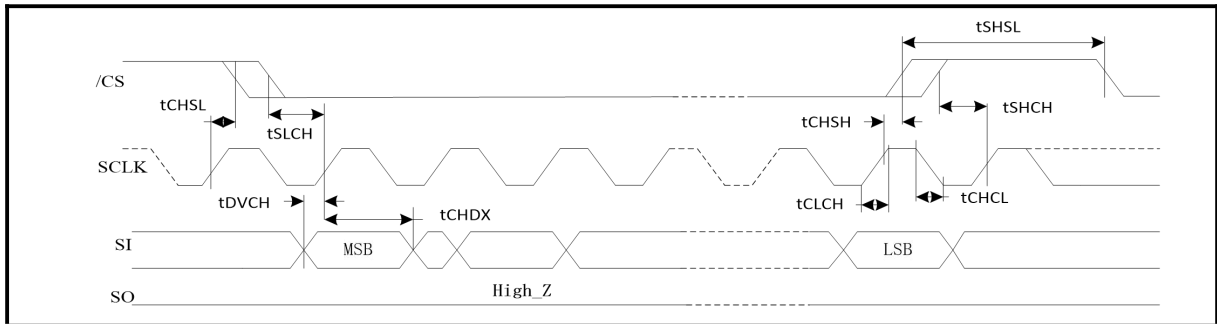 tSHSL
/CS
tCHSL
tSLCH
tCHSH
tSHCH
SCLK
tDVCH
tCHDX
tCLCH
tCHCL
SI
MSB
LSB
SO
High_Z